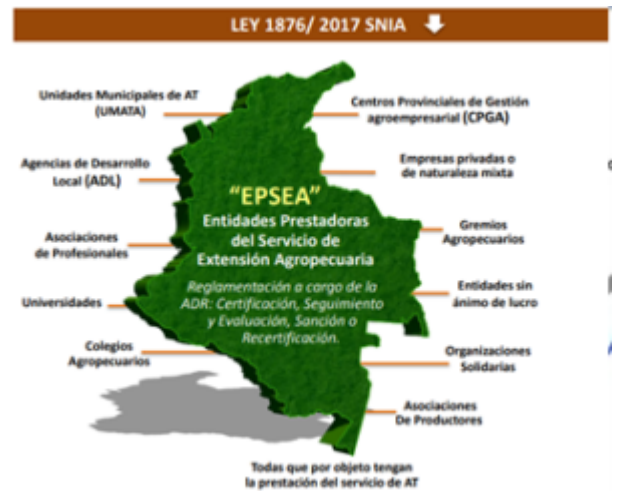 LEY 1876/ 2017 SNIA
Unidades Municipales de AT
(UMATA)
Centros Provinciales de Gestión
agroempresarial (CPGA)
Agencias de Desarrollo
Local (ADL)
Empresas privadas o
de naturaleza mixta
"EPSEA"
Entidades Prestadoras
del Servicio de
Extensión Agropecuaria
Reglamentación a cargo de la
ADR: Certificación, Seguimiento
y Evaluación, Sanción o
Recertificación.
Asociaciones
de Profesionales
Gremios
Agropecuarios
Universidades
Entidades sin
ánimo de lucro
Colegios
Agropecuarios
Organizaciones
Solidarias
Asociaciones
De Productores
Todas que por objeto tengan
la prestación del servicio de AT